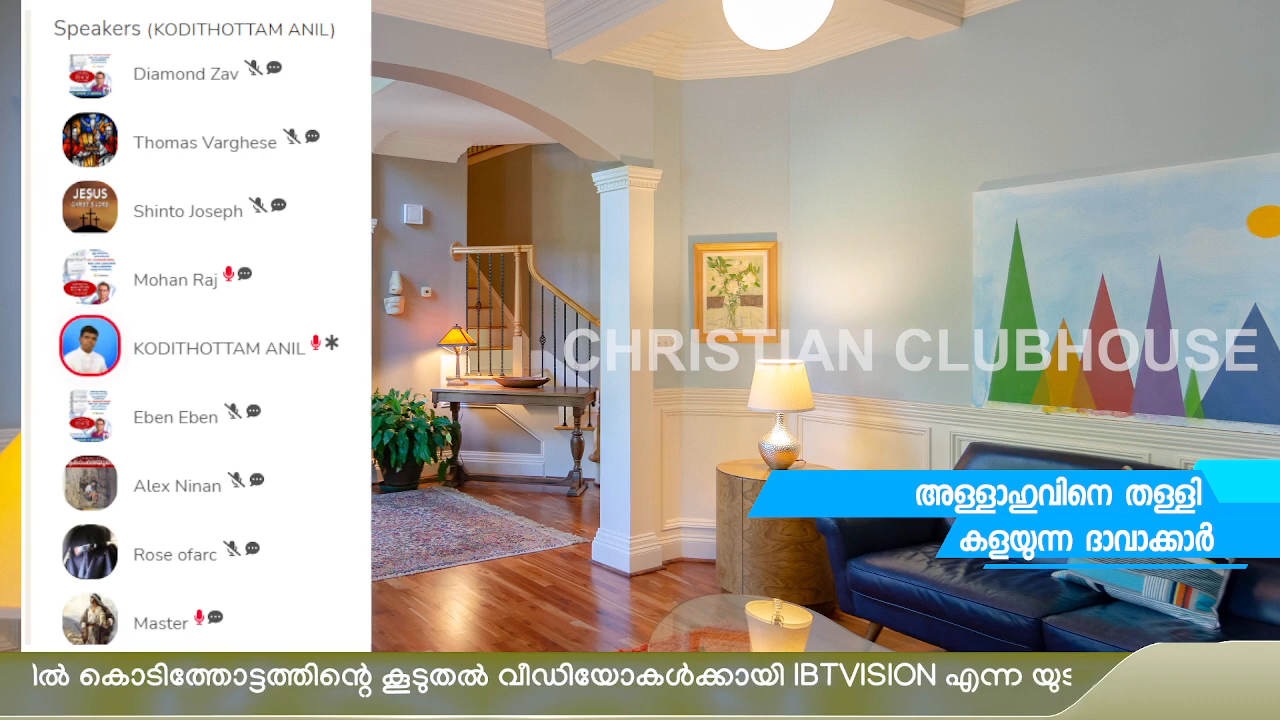 Speakers (KODITHOTTAM ANIL)
Diamond Zav
Thomas Varghese
JESUS
Shinto Joseph
Mohan Raj
KODITHOTTAM ANIL
Eben Eben
Alex Ninan
Rose ofarc
Master
CHRISTIAN CLUBHOUSE
അള്ളാഹുവിനെ തള്ളി
കളയുന്ന ദാവാക്കാർ
ിൽ കൊടിത്തോട്ടത്തിന്റെ കൂടുതൽ വീഡിയോകൾക്കായി IBTVISION എന്ന യുട